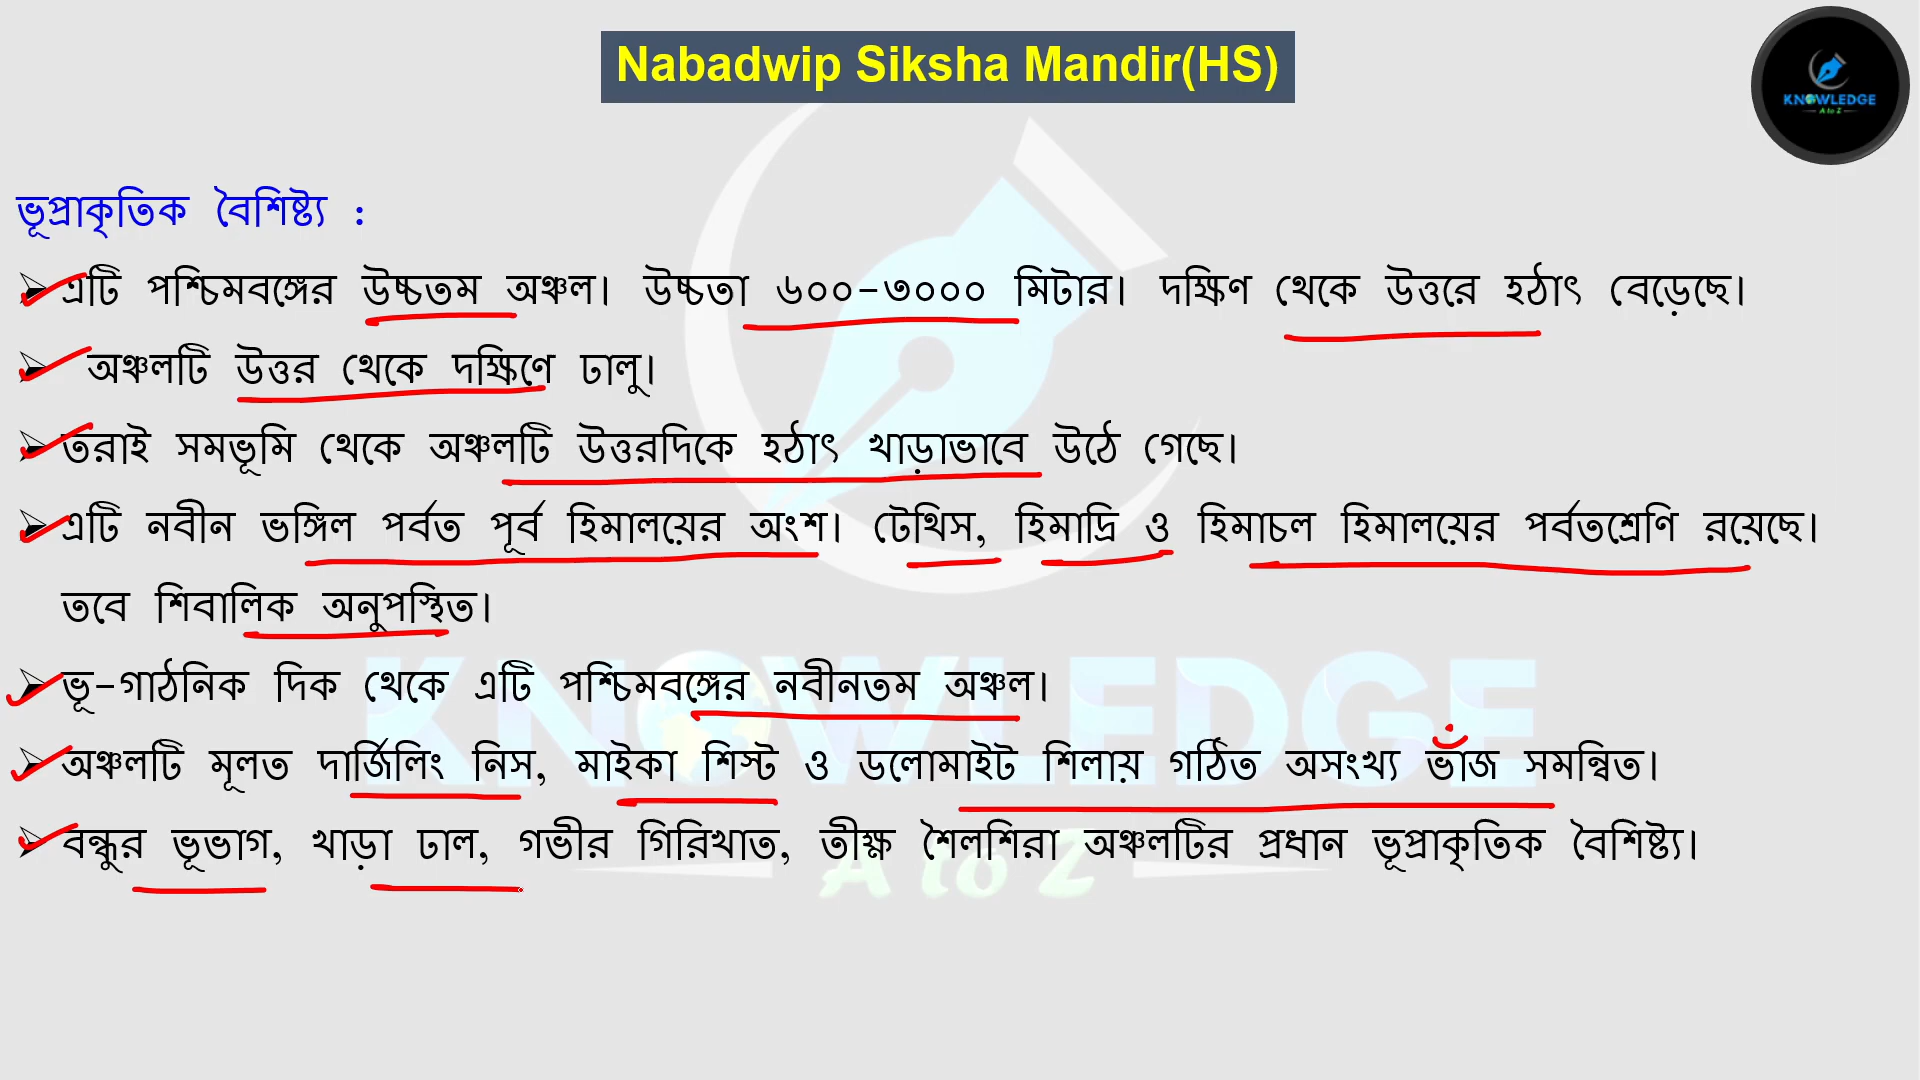 Nabadwip Siksha Mandir(HS)
KNOWLEDGE
A to Z
ভূপ্রাকৃতিক বৈশিষ্ট্য :
➢এটি পশ্চিমবঙ্গের উচ্চতম অঞ্চল। উচ্চতা ৬০০-৩০০০ মিটার। দক্ষিণ থেকে উত্তরে হঠাৎ বেড়েছে।
➢ অঞ্চলটি উত্তর থেকে দক্ষিণে ঢালু।
➢তরাই সমভূমি থেকে অঞ্চলটি উত্তরদিকে হঠাৎ খাড়াভাবে উঠে গেছে।
➢এটি নবীন ভঙ্গিল পর্বত পূর্ব হিমালয়ের অংশ। টেথিস, হিমাদ্রি ও হিমাচল হিমালয়ের পর্বতশ্রেণি রয়েছে।
তবে শিবালিক অনুপস্থিত।
➢ভূ-গাঠনিক দিক থেকে এটি পশ্চিমবঙ্গের নবীনতম অঞ্চল।
➢অঞ্চলটি মূলত দার্জিলিং নিস, মাইকা শিস্ট ও ডলোমাইট শিলায় গঠিত অসংখ্য ভাঁজ সমন্বিত।
➢বন্ধুর ভূভাগ, খাড়া ঢাল, গভীর গিরিখাত, তীক্ষ শৈলশিরা অঞ্চলটির প্রধান ভূপ্রাকৃতিক বৈশিষ্ট্য।
KNOWLEDGE
A to Z